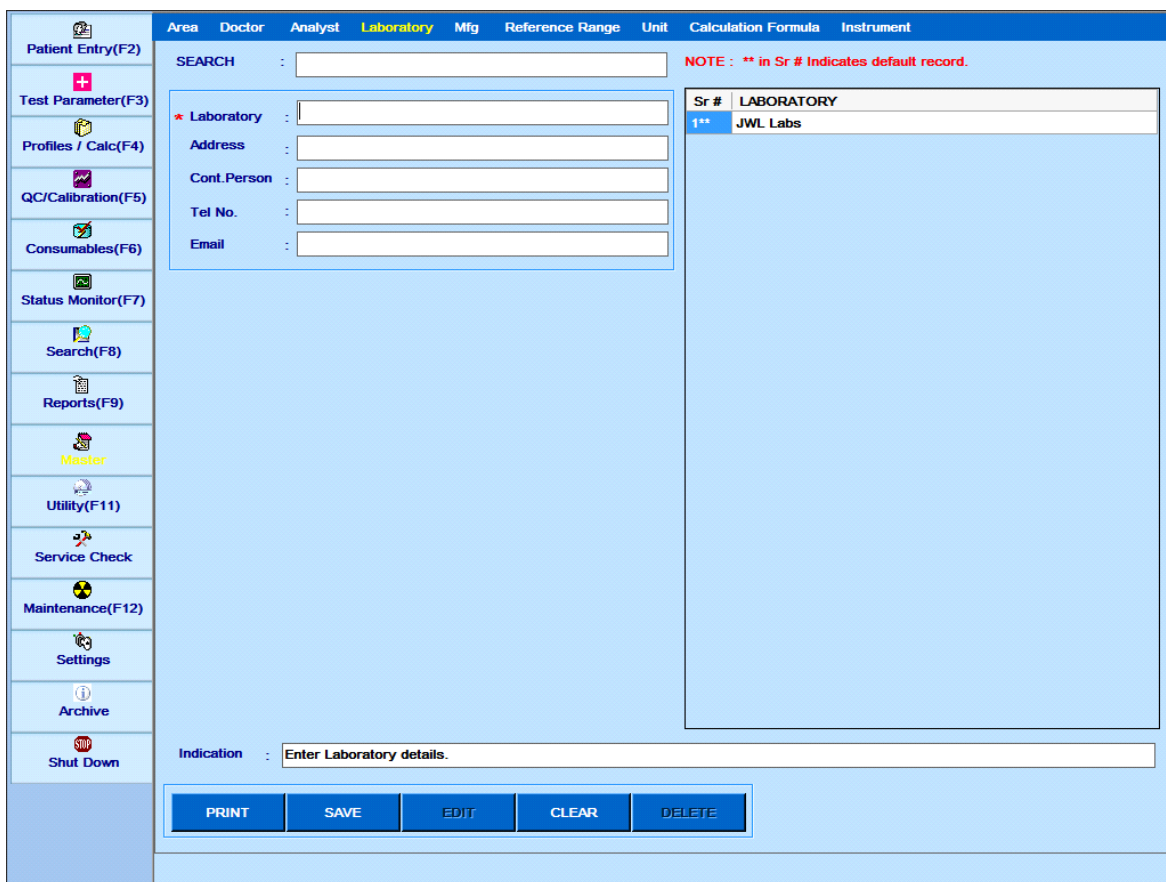 Patient Entry(F2)
Test Parameter(F3)
Profiles / Calc(F4)
QC/Calibration(F5)
Consumables(F6)
Status Monitor(F7)
Search(F8)
Reports(F9)
Master
Utility(F11)
Service Check
Maintenance(F12)
Settings
Archive
STOP
Shut Down
Area Doctor Analyst Laboratory Mfg Reference Range Unit Calculation Formula Instrument
SEARCH :
NOTE : ** in Sr # Indicates default record.
* Laboratory :
Address :
Cont.Person :
Tel No. :
Email :
Sr # LABORATORY
1** JWL Labs
Indication : Enter Laboratory details.
PRINT SAVE EDIT CLEAR DELETE